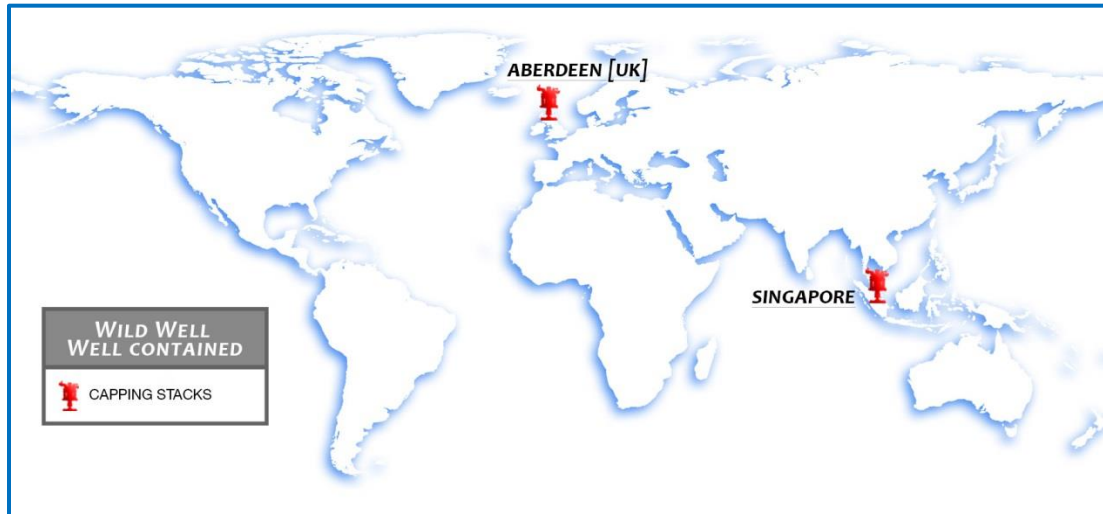 ABERDEEN [UK]
SINGAPORE
WILD WELL
WELL CONTAINED
CAPPING STACKS